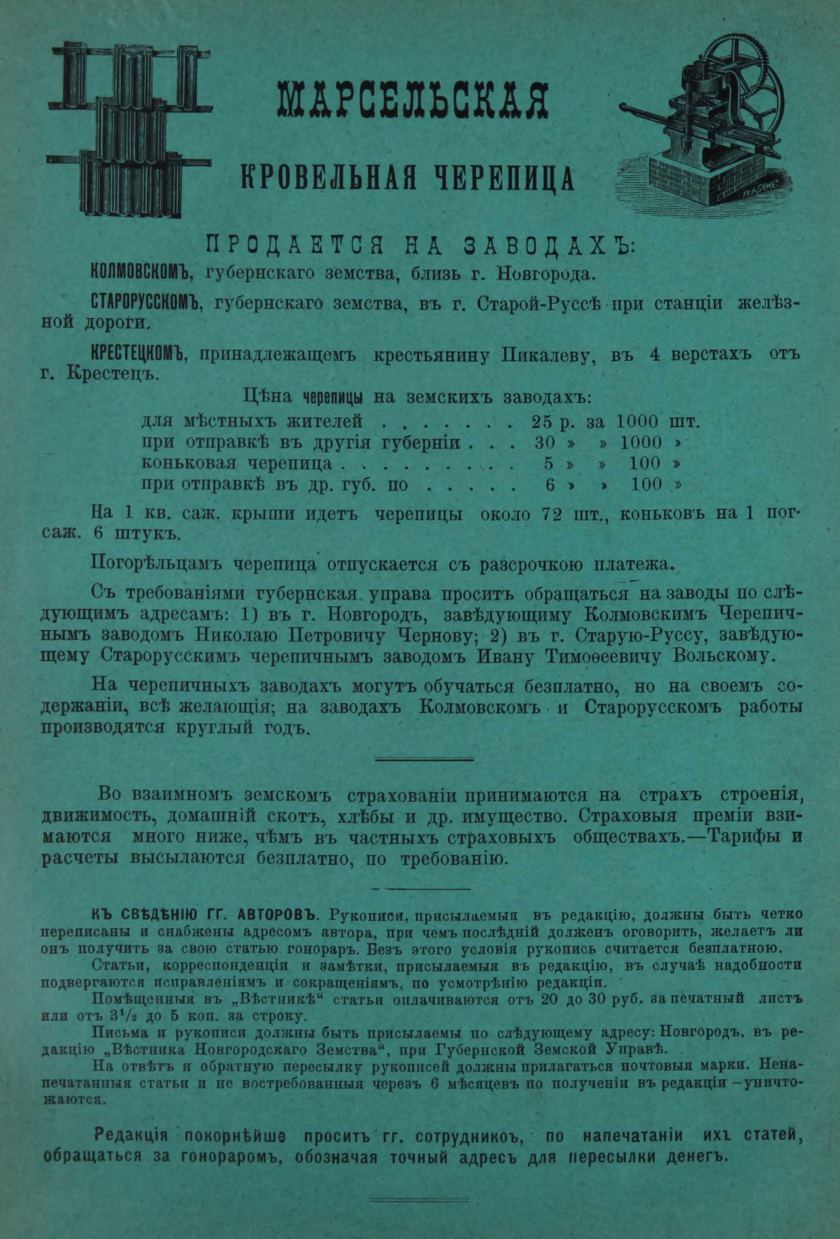 МАРСЕЛЬСКАЯ
КРОВЕЛЬНАЯ ЧЕРЕПИЦА
ПРОДАЕТСЯ НА ЗАВОДАХЪ:
КОЛМОВСКОМЪ, губернскаго земства, близь г. Новгорода.
СТАРОРУССКОМЪ, губернскаго земства, въ г. Старой-Руссѣ при станціи желѣз-
ной дороги.
КРЕСТЕЦКОМЪ, принадлежащемъ крестьянину Пикалеву, въ 4 верстахъ отъ
г. Крестецъ.
Цѣна черепицы на земскихъ заводахъ:
для мѣстныхъ жителей . . . . . . . 25 р. за 1000 шт.
при отправкѣ въ другія губерніи . . . 30 » » 1000 »
коньковая черепица . . . . . . . . . 5 » » 100 »
при отправкѣ въ др. губ. по . . . . . 6 » » 100 »
На 1 кв. саж. крыши идетъ черепицы около 72 шт., коньковъ на 1 пог.
саж. 6 штукъ.
Погорѣльцамъ черепица отпускается съ разсрочкою платежа.
Съ требованіями губернская управа проситъ обращаться на заводы по слѣ-
дующимъ адресамъ: 1) въ г. Новгородъ, завѣдующиму Колмовскимъ Черепич-
нымъ заводомъ Николаю Петровичу Чернову; 2) въ г. Старую-Руссу, завѣдую-
щему Старорусскимъ черепичнымъ заводомъ Ивану Тимоѳеевичу Вольскому.
На черепичныхъ заводахъ могутъ обучаться безплатно, но на своемъ со-
держаніи, всѣ желающія; на заводахъ Колмовскомъ и Старорусскомъ работы
производятся круглый годъ.
Во взаимномъ земскомъ страхованіи принимаются на страхъ строенія,
движимость, домашній скотъ, хлѣбы и др. имущество. Страховыя преміи взи-
маются много ниже, чѣмъ въ частныхъ страховыхъ обществахъ.—Тарифы и
расчеты высылаются безплатно, по требованію.
КЪ СВѢДѢНІЮ ГГ. АВТОРОВЪ. Рукописи, присылаемыя въ редакцію, должны быть четко
переписаны и снабжены адресомъ автора, при чемъ послѣдній долженъ оговорить, желаетъ ли
онъ получить за свою статью гонораръ. Безъ этого условія рукопись считается безплатною.
Статьи, корреспонденціи и замѣтки, присылаемыя въ редакцію, въ случаѣ надобности
подвергаются исправленіямъ и сокращеніямъ, по усмотрѣнію редакціи.
Помѣщенныя въ „Вѣстникѣ“ статьи оплачиваются отъ 20 до 30 руб. за печатный листъ
или отъ 3½ до 5 коп. за строку.
Письма и рукописи должны быть присылаемы по слѣдующему адресу: Новгородъ, въ ре-
дакцію „Вѣстника Новгородскаго Земства“, при Губернской Земской Управѣ.
На отвѣтъ и обратную пересылку рукописей должны прилагаться почтовыя марки. Нена-
печатанныя статьи и не востребованныя черезъ 6 мѣсяцевъ по полученіи въ редакціи —уничто-
жаются.
Редакція покорнѣйше проситъ гг. сотрудниковъ, по напечатаніи ихъ статей,
обращаться за гонораромъ, обозначая точный адресъ для пересылки денегъ.